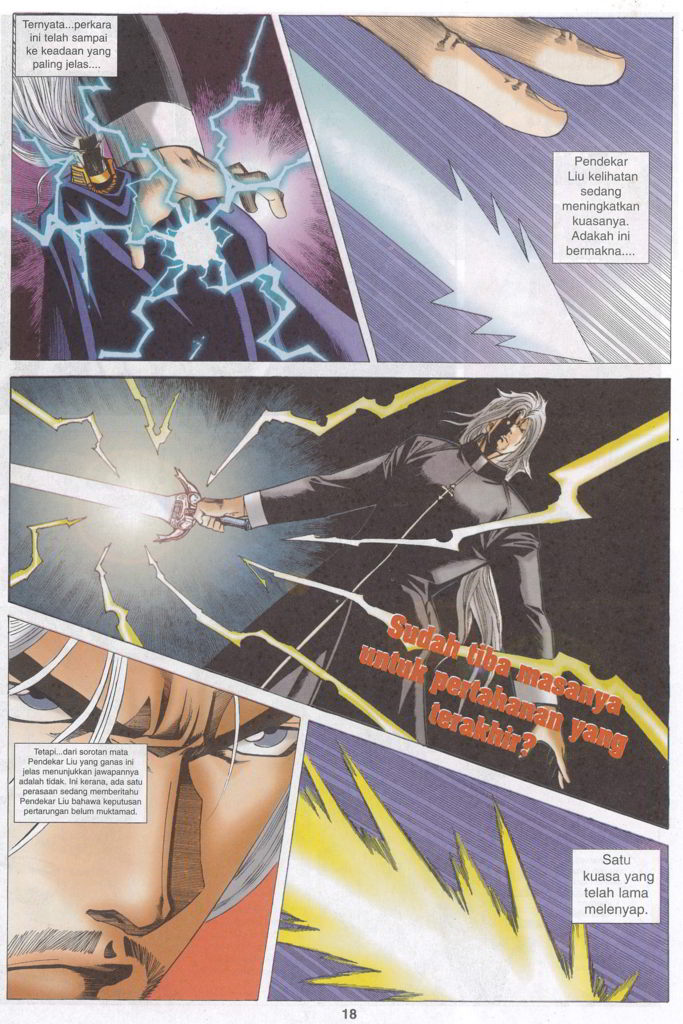 Ternyata...perkara
ini telah sampai
ke keadaan yang
paling jelas....
Pendekar
Liu kelihatan
sedang
meningkatkan
kuasanya.
Adakah ini
bermakna....
Sudah tiba masanya
untuk pertahanan yang
terakhir?
Tetapi...dari sorotan mata
Pendekar Liu yang ganas ini
jelas menunjukkan jawapannya
adalah tidak. Ini kerana, ada satu
perasaan sedang memberitahu
Pendekar Liu bahawa keputusan
pertarungan belum muktamad.
Satu
kuasa yang
telah lama
melenyap.
18